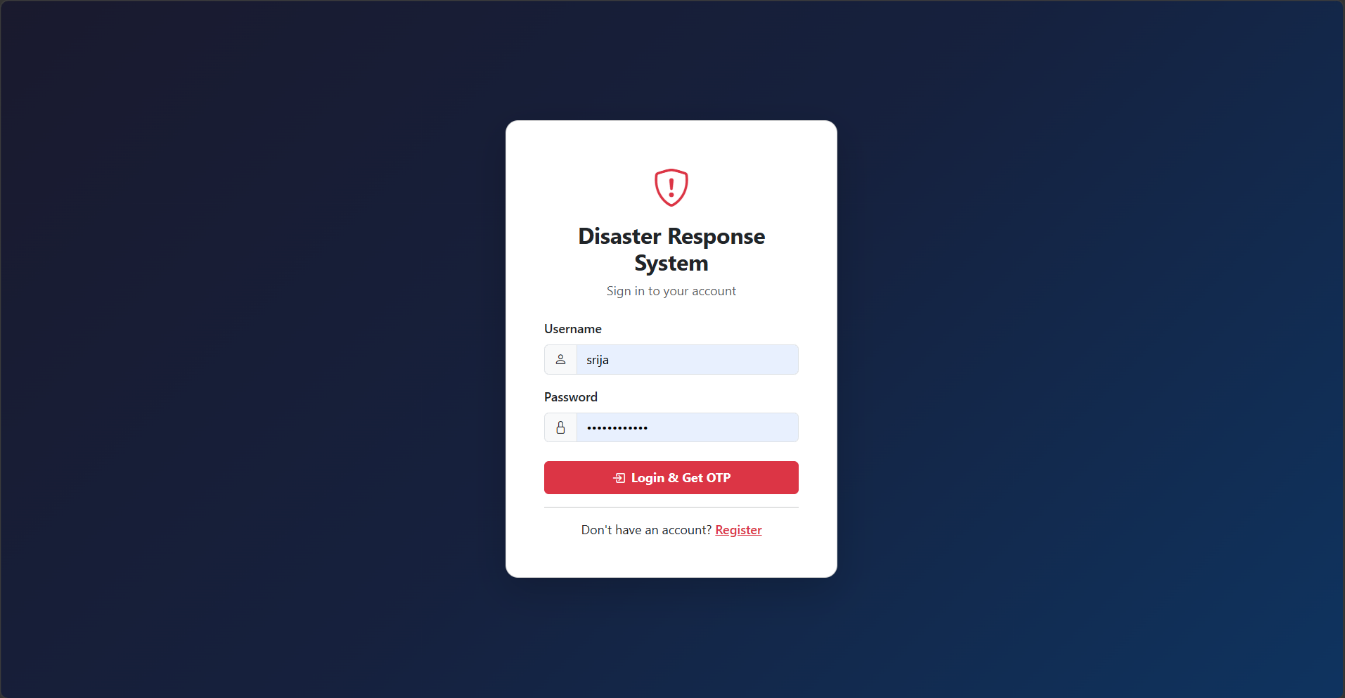 Disaster Response
System
Sign in to your account
Username
srija
Password
••••••••••••
Login & Get OTP
Don't have an account? Register